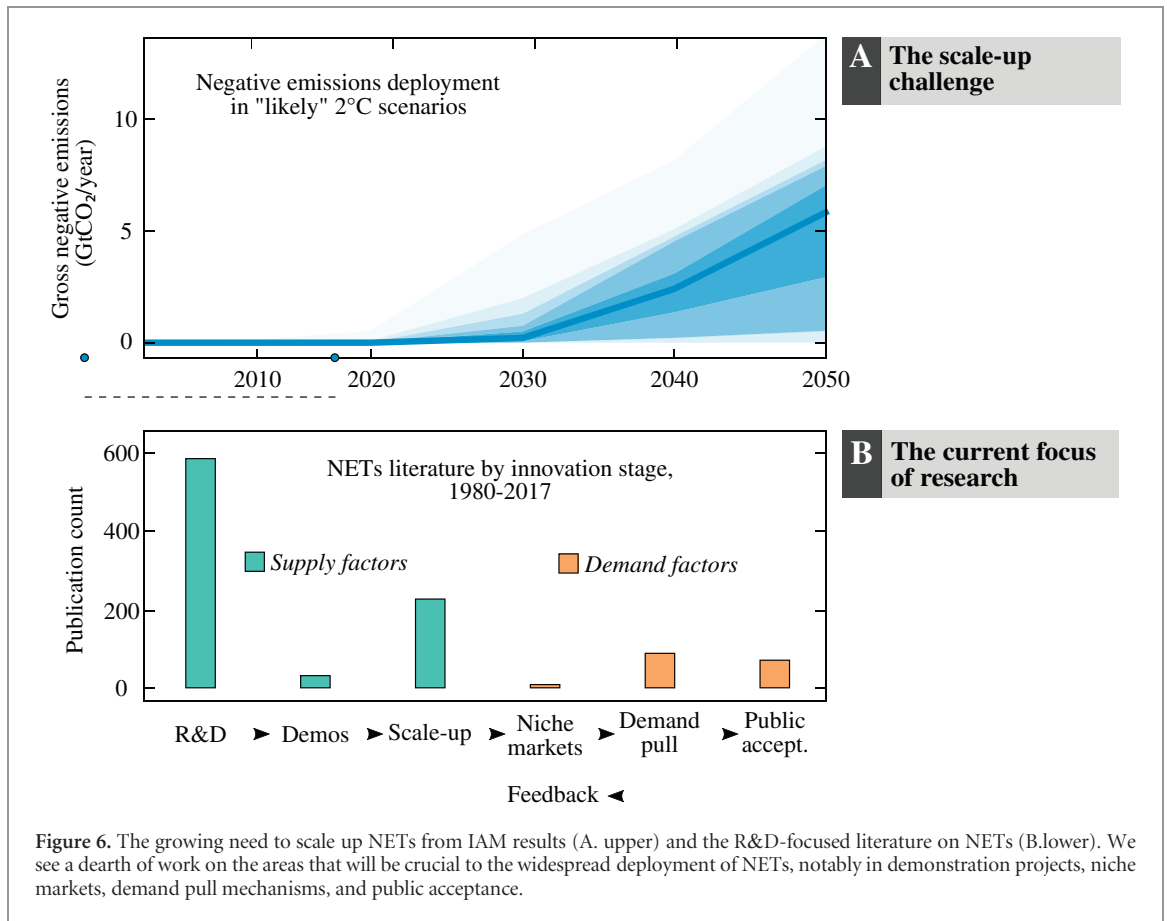 A The scale-up
challenge
Negative emissions deployment
in "likely" 2°C scenarios
Gross negative emissions
(GtCO₂/year)
10
5
0
2010 2020 2030 2040 2050
B The current focus
of research
NETs literature by innovation stage,
1980-2017
Publication count
600
400
200
0
Supply factors Demand factors
R&D Demos Scale-up Niche markets Demand pull Public accept.
Feedback
Figure 6. The growing need to scale up NETs from IAM results (A. upper) and the R&D-focused literature on NETs (B.lower). We
see a dearth of work on the areas that will be crucial to the widespread deployment of NETs, notably in demonstration projects, niche
markets, demand pull mechanisms, and public acceptance.